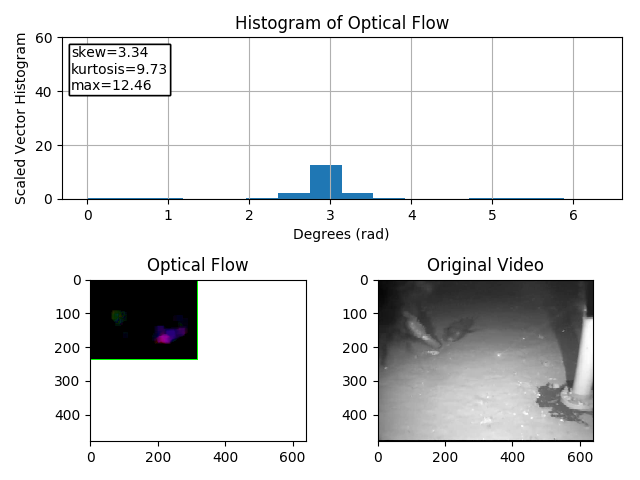 Histogram of Optical Flow
Scaled Vector Histogram
60
40
20
0
skew=3.34
kurtosis=9.73
max=12.46
0 1 2 3 4 5 6
Degrees (rad)
Optical Flow
0
100
200
300
400
0 200 400 600
Original Video
0
100
200
300
400
0 200 400 600